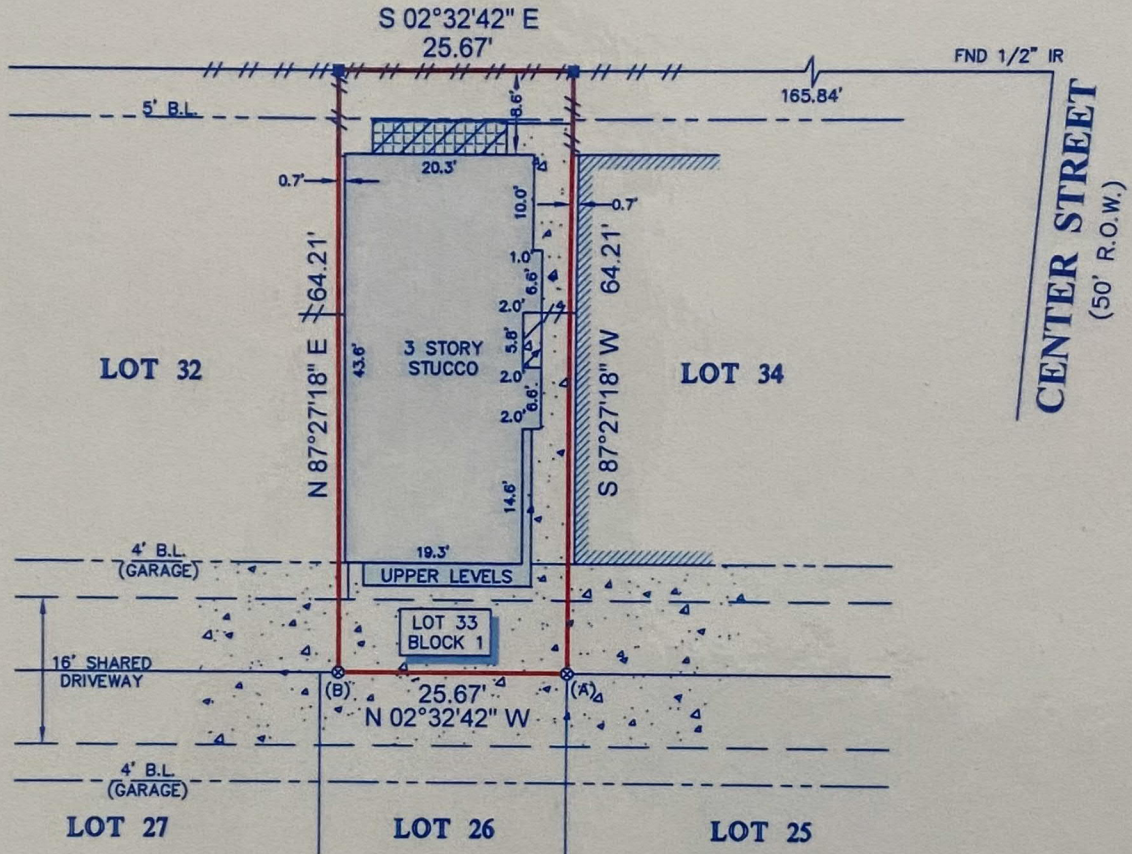 S 02°32'42" E
25.67'
FND 1/2" IR
165.84'
5' B.L.
8.6'
20.3'
0.7'
10.0'
0.7'
CENTER STREET
(50' R.O.W.)
N 87°27'18" E 64.21'
S 87°27'18" W 64.21'
1.0'
6.6'
2.0'
5.8'
2.0'
6.6'
2.0'
43.6'
3 STORY
STUCCO
LOT 32
LOT 34
14.6'
19.3'
UPPER LEVELS
4' B.L.
(GARAGE)
LOT 33
BLOCK 1
16' SHARED
DRIVEWAY
(B)
(A)
25.67'
N 02°32'42" W
4' B.L.
(GARAGE)
LOT 27
LOT 26
LOT 25